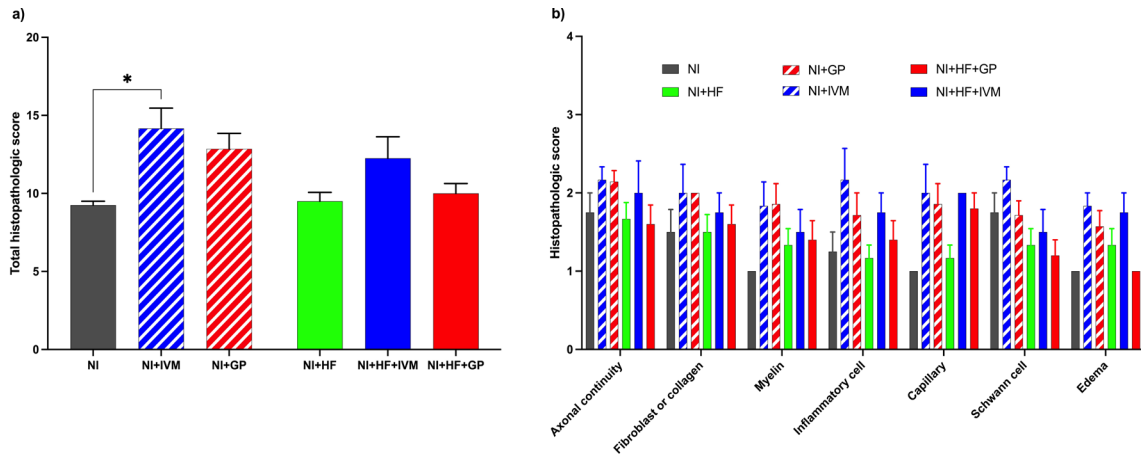 a)
Total histopathologic score
20
15
10
5
0
*
NI
NI+IVM
NI+GP
NI+HF
NI+HF+IVM
NI+HF+GP
b)
Histopathologic score
4
3
2
1
0
NI
NI+GP
NI+HF+GP
NI+HF
NI+IVM
NI+HF+IVM
Axonal continuity
Fibroblast or collagen
Myelin
Inflammatory cell
Capillary
Schwann cell
Edema